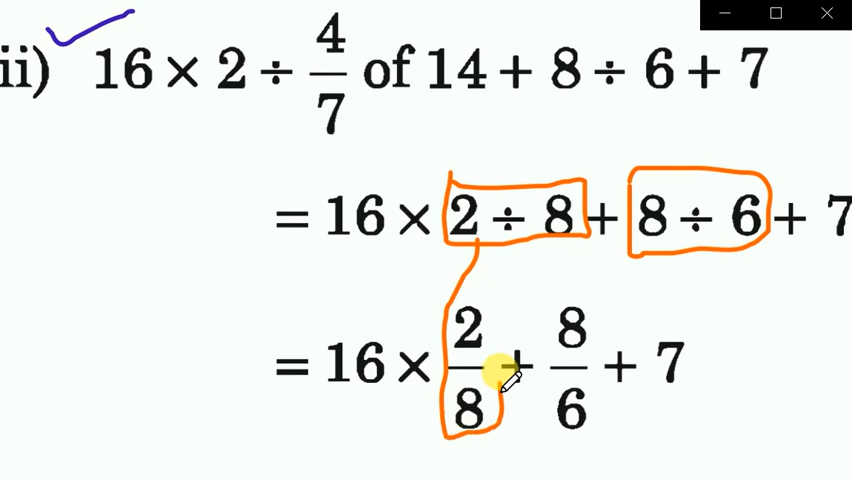 ii) 16 × 2 ÷ 4/7 of 14 + 8 ÷ 6 + 7
= 16 × 2 ÷ 8 + 8 ÷ 6 + 7
= 16 × 2/8 + 8/6 + 7